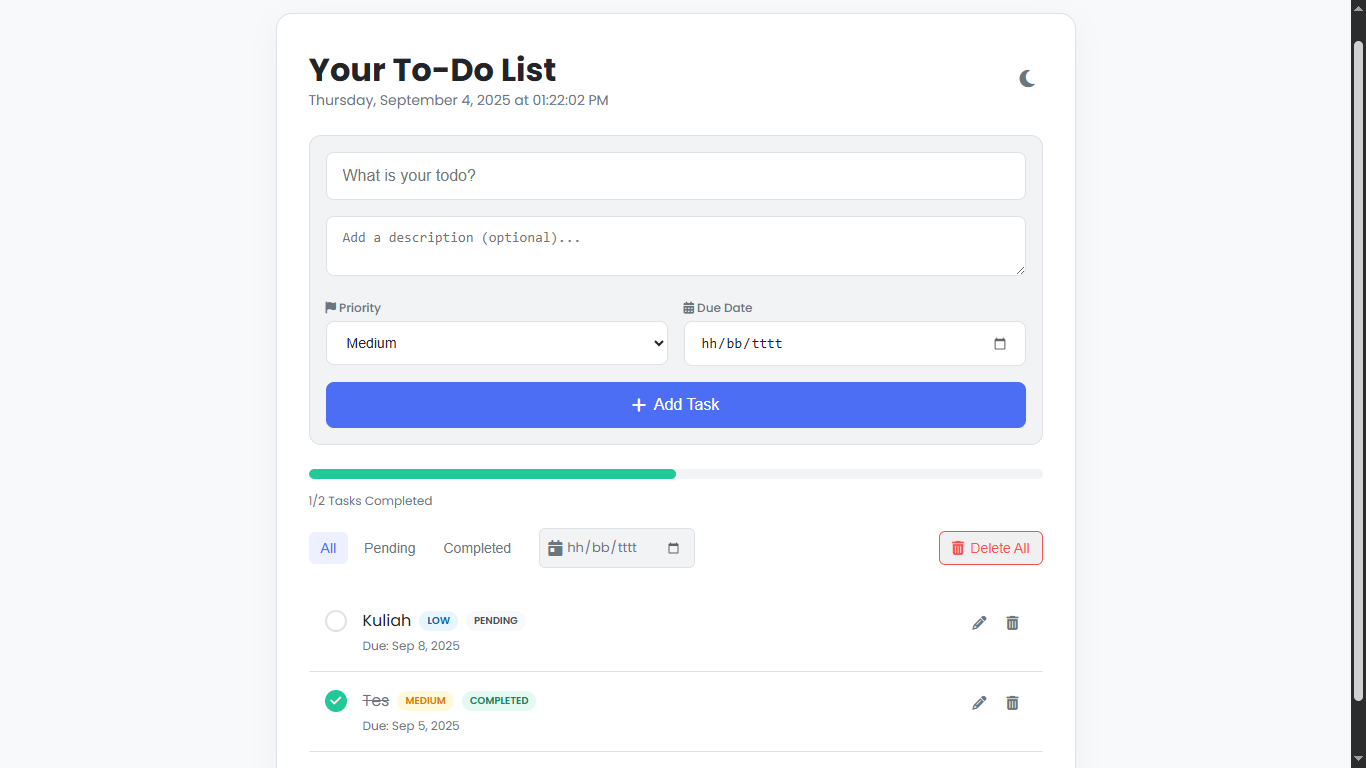 Your To-Do List
Thursday, September 4, 2025 at 01:22:02 PM
What is your todo?
Add a description (optional)...
Priority
Due Date
Medium
hh/bb/tttt
Add Task
1/2 Tasks Completed
All
Pending
Completed
hh/bb/tttt
Delete All
Kuliah LOW PENDING
Due: Sep 8, 2025
Tes MEDIUM COMPLETED
Due: Sep 5, 2025